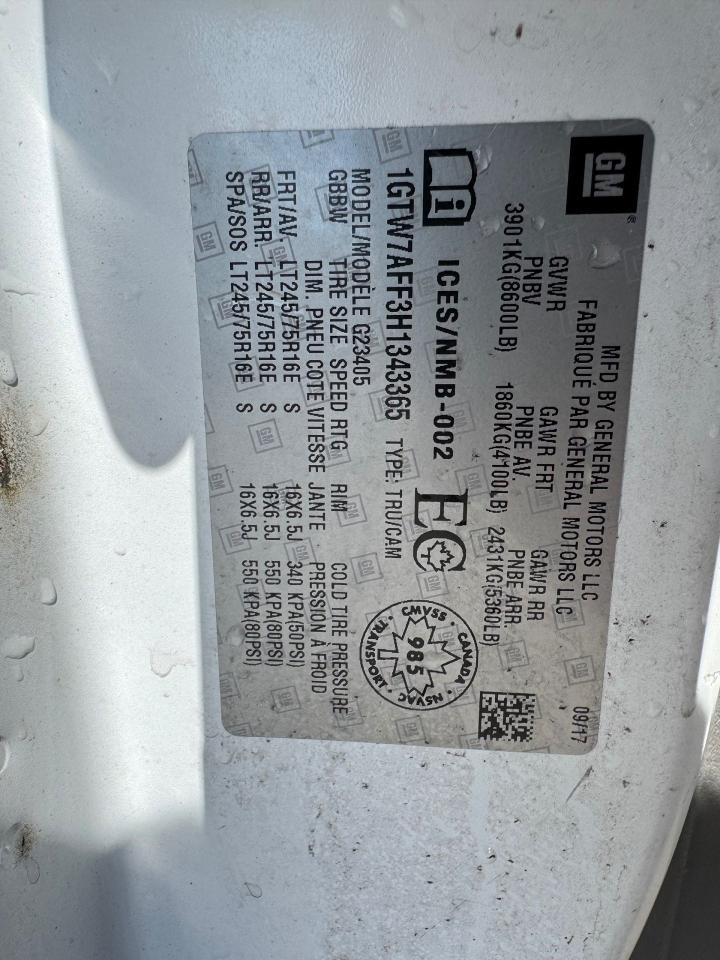 GM®
MFD BY GENERAL MOTORS LLC 09/17
FABRIQUÉ PAR GENERAL MOTORS LLC
GVWR GAWR FRT GAWR RR
PNBV PNBE AV. PNBE ARR.
3901KG(8600LB) 1860KG(4100LB) 2431KG(5360LB)
i ICES/NMB-002 EC
CMVSS · CANADA
985
TRANSPORT · NSVAC
1GTW7AFF3H1343365 TYPE: TRU/CAM
MODEL/MODÈLE G23405
GBBW TIRE SIZE SPEED RTG RIM COLD TIRE PRESSURE
DIM. PNEU COTE VITESSE JANTE PRESSION À FROID
FRT/AV. LT245/75R16E S 16X6.5J 340 KPA(50PSI)
RR/ARR. LT245/75R16E S 16X6.5J 550 KPA(80PSI)
SPA/SOS LT245/75R16E S 16X6.5J 550 KPA(80PSI)